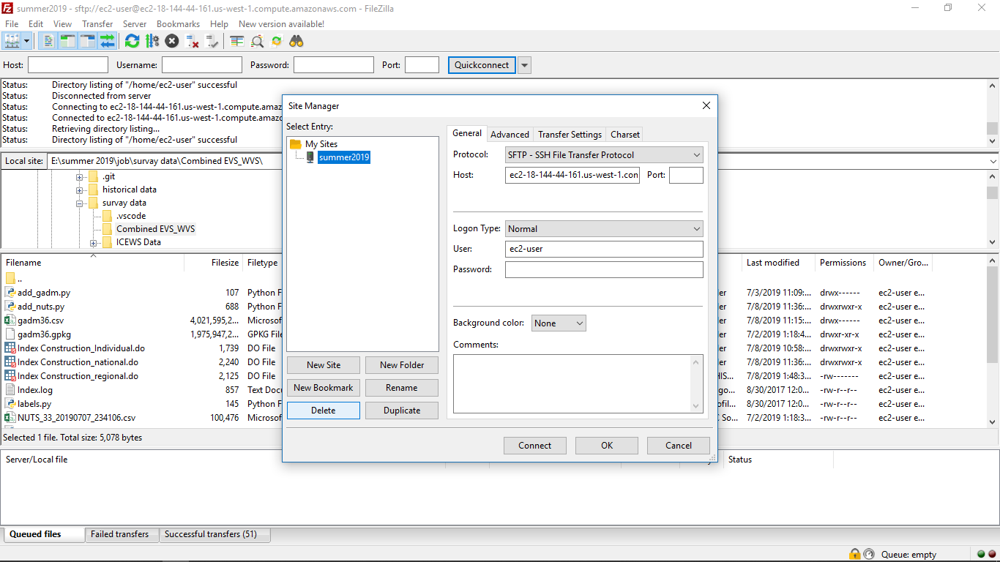 summer2019 - sftp://ec2-user@ec2-18-144-44-161.us-west-1.compute.amazonaws.com - FileZilla
File Edit View Transfer Server Bookmarks Help New version available!
Host: Username: Password: Port: Quickconnect
Status: Directory listing of "/home/ec2-user" successful
Status: Disconnected from server
Status: Connecting to ec2-18-144-44-161.us-west-1.compute.amaz
Status: Connected to ec2-18-144-44-161.us-west-1.compute.amazo
Status: Retrieving directory listing...
Status: Directory listing of "/home/ec2-user" successful
Local site: E:\summer 2019\job\survay data\Combined EVS_WVS\
.git
historical data
survay data
.vscode
Combined EVS_WVS
ICEWS Data
Filename Filesize Filetype
..
add_gadm.py 107 Python F
add_nuts.py 688 Python F
gadm36.csv 4,021,595,2... Microsof
gadm36.gpkg 1,975,947,2... GPKG File
Index Construction_Individual.do 1,739 DO File
Index Construction_national.do 2,240 DO File
Index Construction_regional.do 2,125 DO File
Index.log 857 Text Docu
labels.py 145 Python F
NUTS_33_20190707_234106.csv 100,476 Microsof
Selected 1 file. Total size: 5,078 bytes
Site Manager
Select Entry:
My Sites
summer2019
New Site New Folder
New Bookmark Rename
Delete Duplicate
General Advanced Transfer Settings Charset
Protocol: SFTP - SSH File Transfer Protocol
Host: ec2-18-144-44-161.us-west-1.con Port:
Logon Type: Normal
User: ec2-user
Password:
Background color: None
Comments:
Connect OK Cancel
Last modified Permissions Owner/Gro...
er 7/3/2019 11:09:... drwx------ ec2-user e...
er 7/8/2019 11:36:... drwxrwxr-x ec2-user e...
er 7/8/2019 11:15:... drwx------ ec2-user e...
er 7/2/2019 1:18:4... drwxr-xr-x ec2-user e...
er 7/8/2019 10:58:... drwxrwxr-x ec2-user e...
er 7/8/2019 11:36:... drwxrwxr-x ec2-user e...
HIS... 7/8/2019 1:48:3... -rw------- ec2-user e...
go... 8/30/2017 12:0... -rw-r--r-- ec2-user e...
ofil... 8/30/2017 12:0... -rw-r--r-- ec2-user e...
C So... 7/2/2019 1:18:3... -rw-r--r-- ec2-user e...
Server/Local file Status
Queued files Failed transfers Successful transfers (51)
Queue: empty